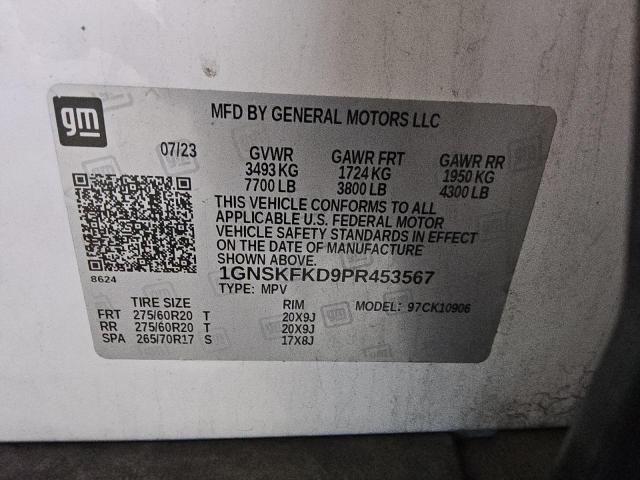 gm
MFD BY GENERAL MOTORS LLC
07/23 GVWR GAWR FRT GAWR RR
3493 KG 1724 KG 1950 KG
7700 LB 3800 LB 4300 LB
THIS VEHICLE CONFORMS TO ALL
APPLICABLE U.S. FEDERAL MOTOR
VEHICLE SAFETY STANDARDS IN EFFECT
ON THE DATE OF MANUFACTURE
SHOWN ABOVE.
1GNSKFKD9PR453567
8624
TYPE: MPV MODEL: 97CK10906
TIRE SIZE RIM
FRT 275/60R20 T 20X9J
RR 275/60R20 T 20X9J
SPA 265/70R17 S 17X8J